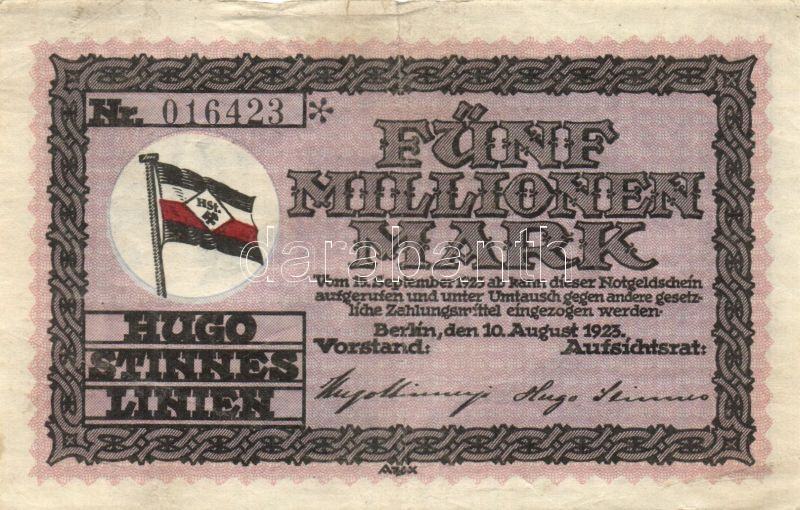 Nr. 016423 *
FÜNF
MILLIONEN
MARK
HSt.
darabanth
Vom 15. September 1923 ab kann dieser Notgeldschein
aufgerufen und unter Umtausch gegen andere gesetz-
liche Zahlungsmittel eingezogen werden.
Berlin, den 10. August 1923.
Vorstand: Aufsichtsrat:
HUGO
STINNES
LINIEN
Hugo Stinnes